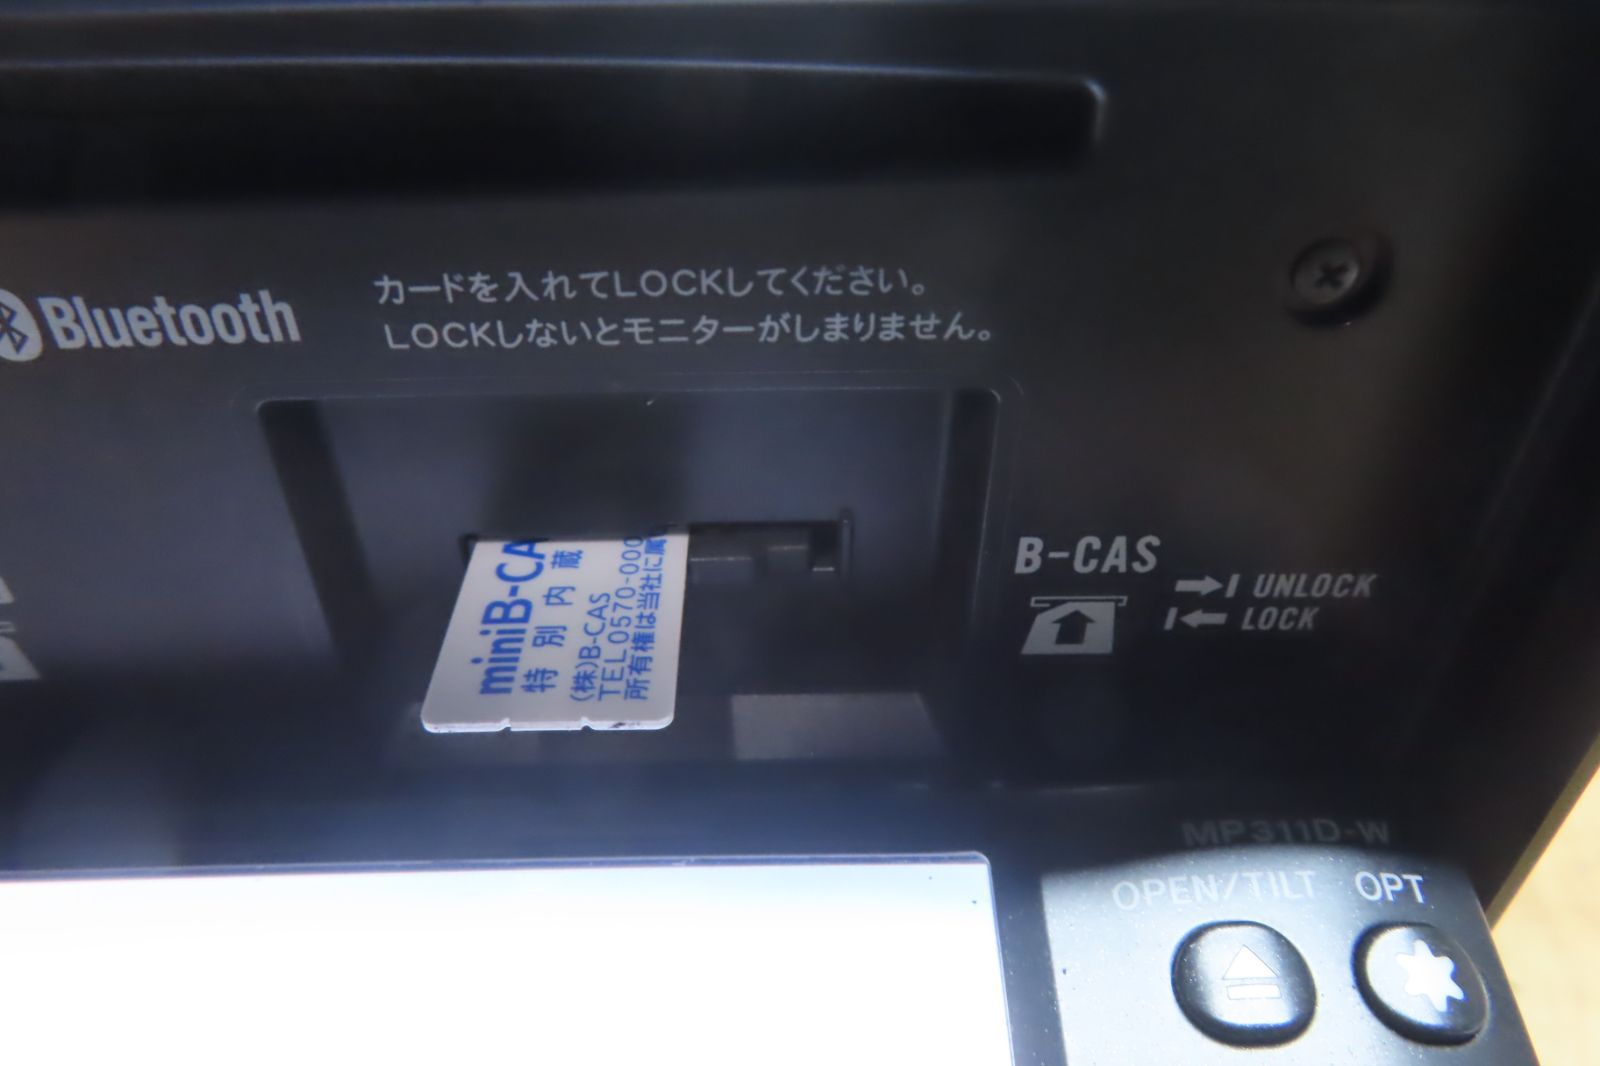 Bluetooth
カードを入れてLOCKしてください。
LOCKしないとモニターがしまりません。
miniB-CA
特別内蔵
(株)B-CAS
TEL0570-000
所有権は当社に属
B-CAS
UNLOCK
LOCK
MP311D-W
OPEN/TILT OPT